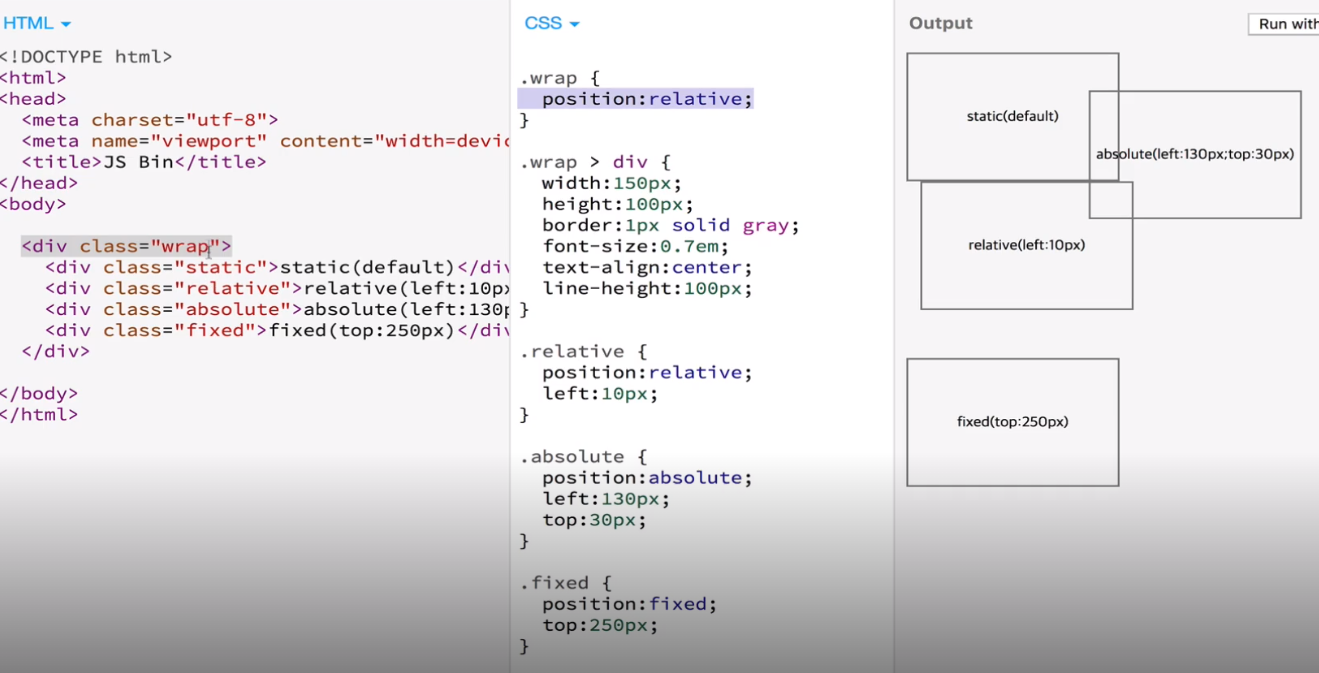 HTML
<!DOCTYPE html>
<html>
<head>
<meta charset="utf-8">
<meta name="viewport" content="width=devic
<title>JS Bin</title>
</head>
<body>
<div class="wrap">
<div class="static">static(default)</div
<div class="relative">relative(left:10px
<div class="absolute">absolute(left:130p
<div class="fixed">fixed(top:250px)</div
</div>
</body>
</html>
CSS
.wrap {
position:relative;
}
.wrap > div {
width:150px;
height:100px;
border:1px solid gray;
font-size:0.7em;
text-align:center;
line-height:100px;
}
.relative {
position:relative;
left:10px;
}
.absolute {
position:absolute;
left:130px;
top:30px;
}
.fixed {
position:fixed;
top:250px;
}
Output
Run with
static(default)
absolute(left:130px;top:30px)
relative(left:10px)
fixed(top:250px)